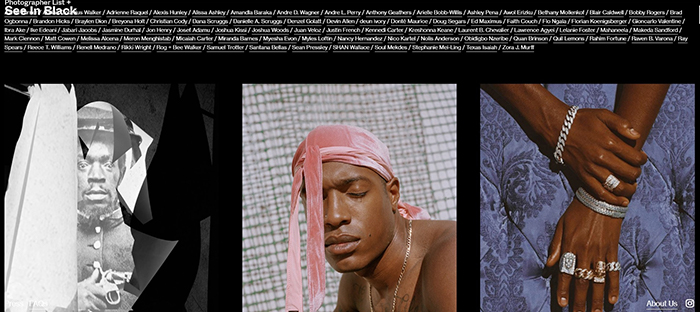 Photographer List +
See In Black
Walker / Adrienne Raquel / Alexis Hunley / Alissa Ashley / Amandla Baraka / Andre D. Wagner / Andre L. Perry / Anthony Geathers / Arielle Bobb-Willis / Ashley Pena / Awol Erizku / Bethany Mollenkof / Blair Caldwell / Bobby Rogers / Brad
Ogbonna / Brandon Hicks / Braylen Dion / Breyona Holt / Christian Cody / Dana Scruggs / Danielle A. Scruggs / Denzel Golatt / Devin Allen / deun ivory / Donté Maurice / Doug Segars / Ed Maximus / Faith Couch / Flo Ngala / Florian Koenigsberger / Giancarlo Valentine /
Ibra Ake / Ike Edeani / Jabari Jacobs / Jasmine Durhal / Jon Henry / Josef Adamu / Joshua Kissi / Joshua Woods / Juan Veloz / Justin French / Kennedi Carter / Kreshonna Keane / Laurent B. Chevalier / Lawrence Agyei / Lelanie Foster / Mahaneela / Makeda Sandford /
Mark Clennon / Matt Cowen / Melissa Alcena / Meron Menghistab / Micaiah Carter / Miranda Barnes / Myesha Evon / Myles Loftin / Nancy Hernandez / Nico Kartel / Nolis Anderson / Obidigbo Nzeribe / Quan Brinson / Quil Lemons / Rahim Fortune / Raven B. Varona / Ray
Spears / Reece T. Williams / Renell Medrano / Rikki Wright / Rog + Bee Walker / Samuel Trotter / Santana Bellas / Sean Pressley / SHAN Wallace / Soul Mekdes / Stephanie Mei-Ling / Texas Isaiah / Zora J. Murff
About Us